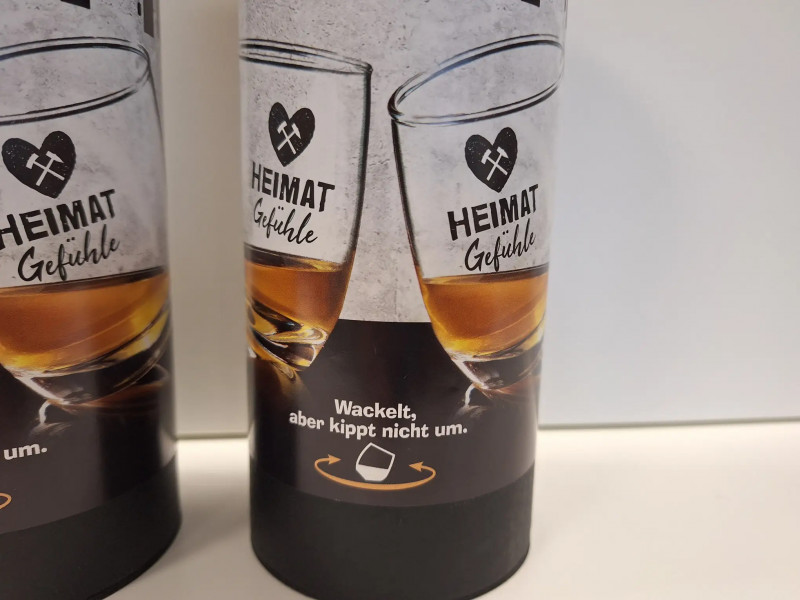 HEIMAT
Gefühle
HEIMAT
Gefühle
HEIMAT
Gefühle
Wackelt,
aber kippt nicht um.
um.